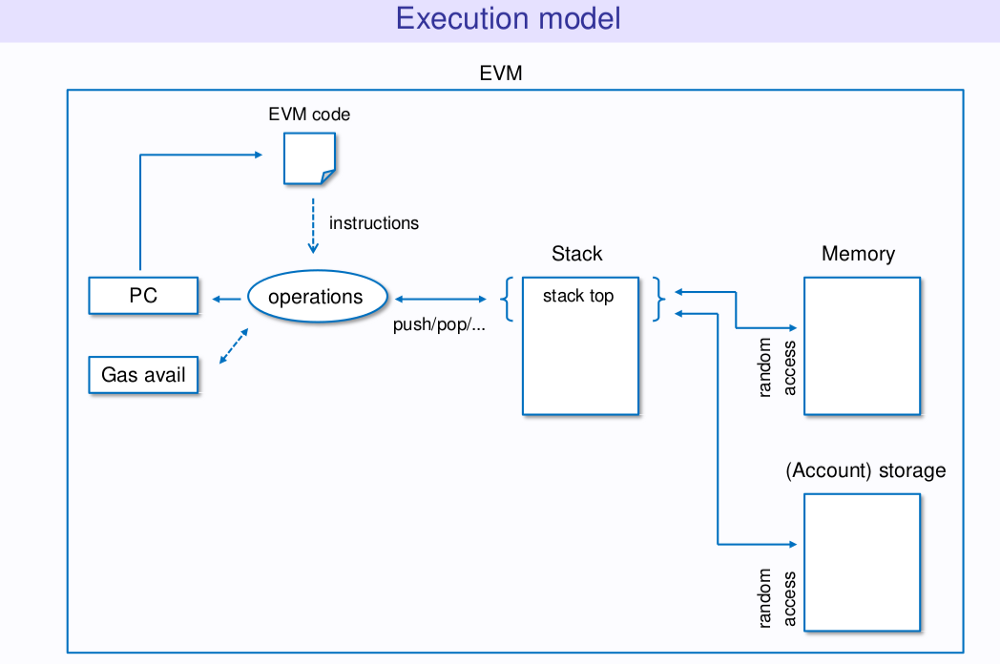 Execution model
EVM
EVM code
instructions
Stack
Memory
PC
operations
stack top
push/pop/...
random
access
Gas avail
(Account) storage
random
access